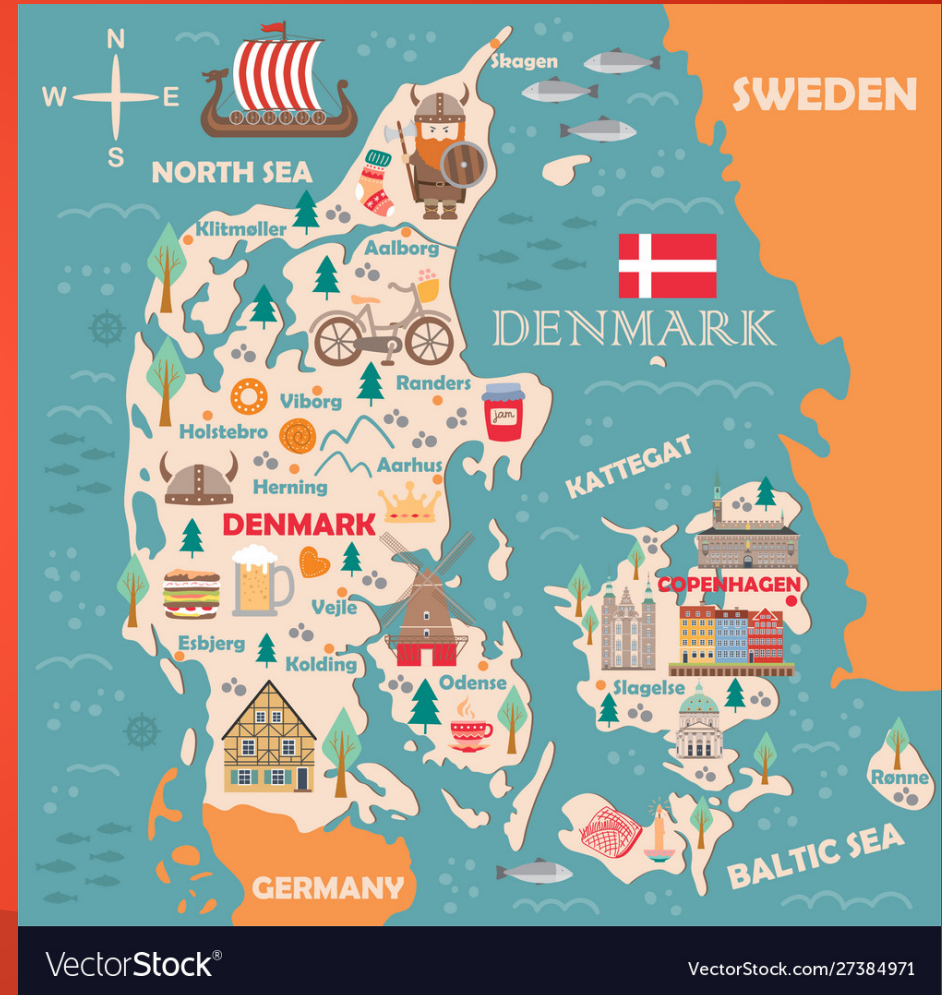 N
W E
S
Skagen
SWEDEN
NORTH SEA
Klitmøller
Aalborg
DENMARK
Randers
Viborg
jam
Holstebro
Aarhus
KATTEGAT
Herning
DENMARK
COPENHAGEN
Vejle
Esbjerg
Kolding
Odense
Slagelse
Rønne
BALTIC SEA
GERMANY
VectorStock®
VectorStock.com/27384971